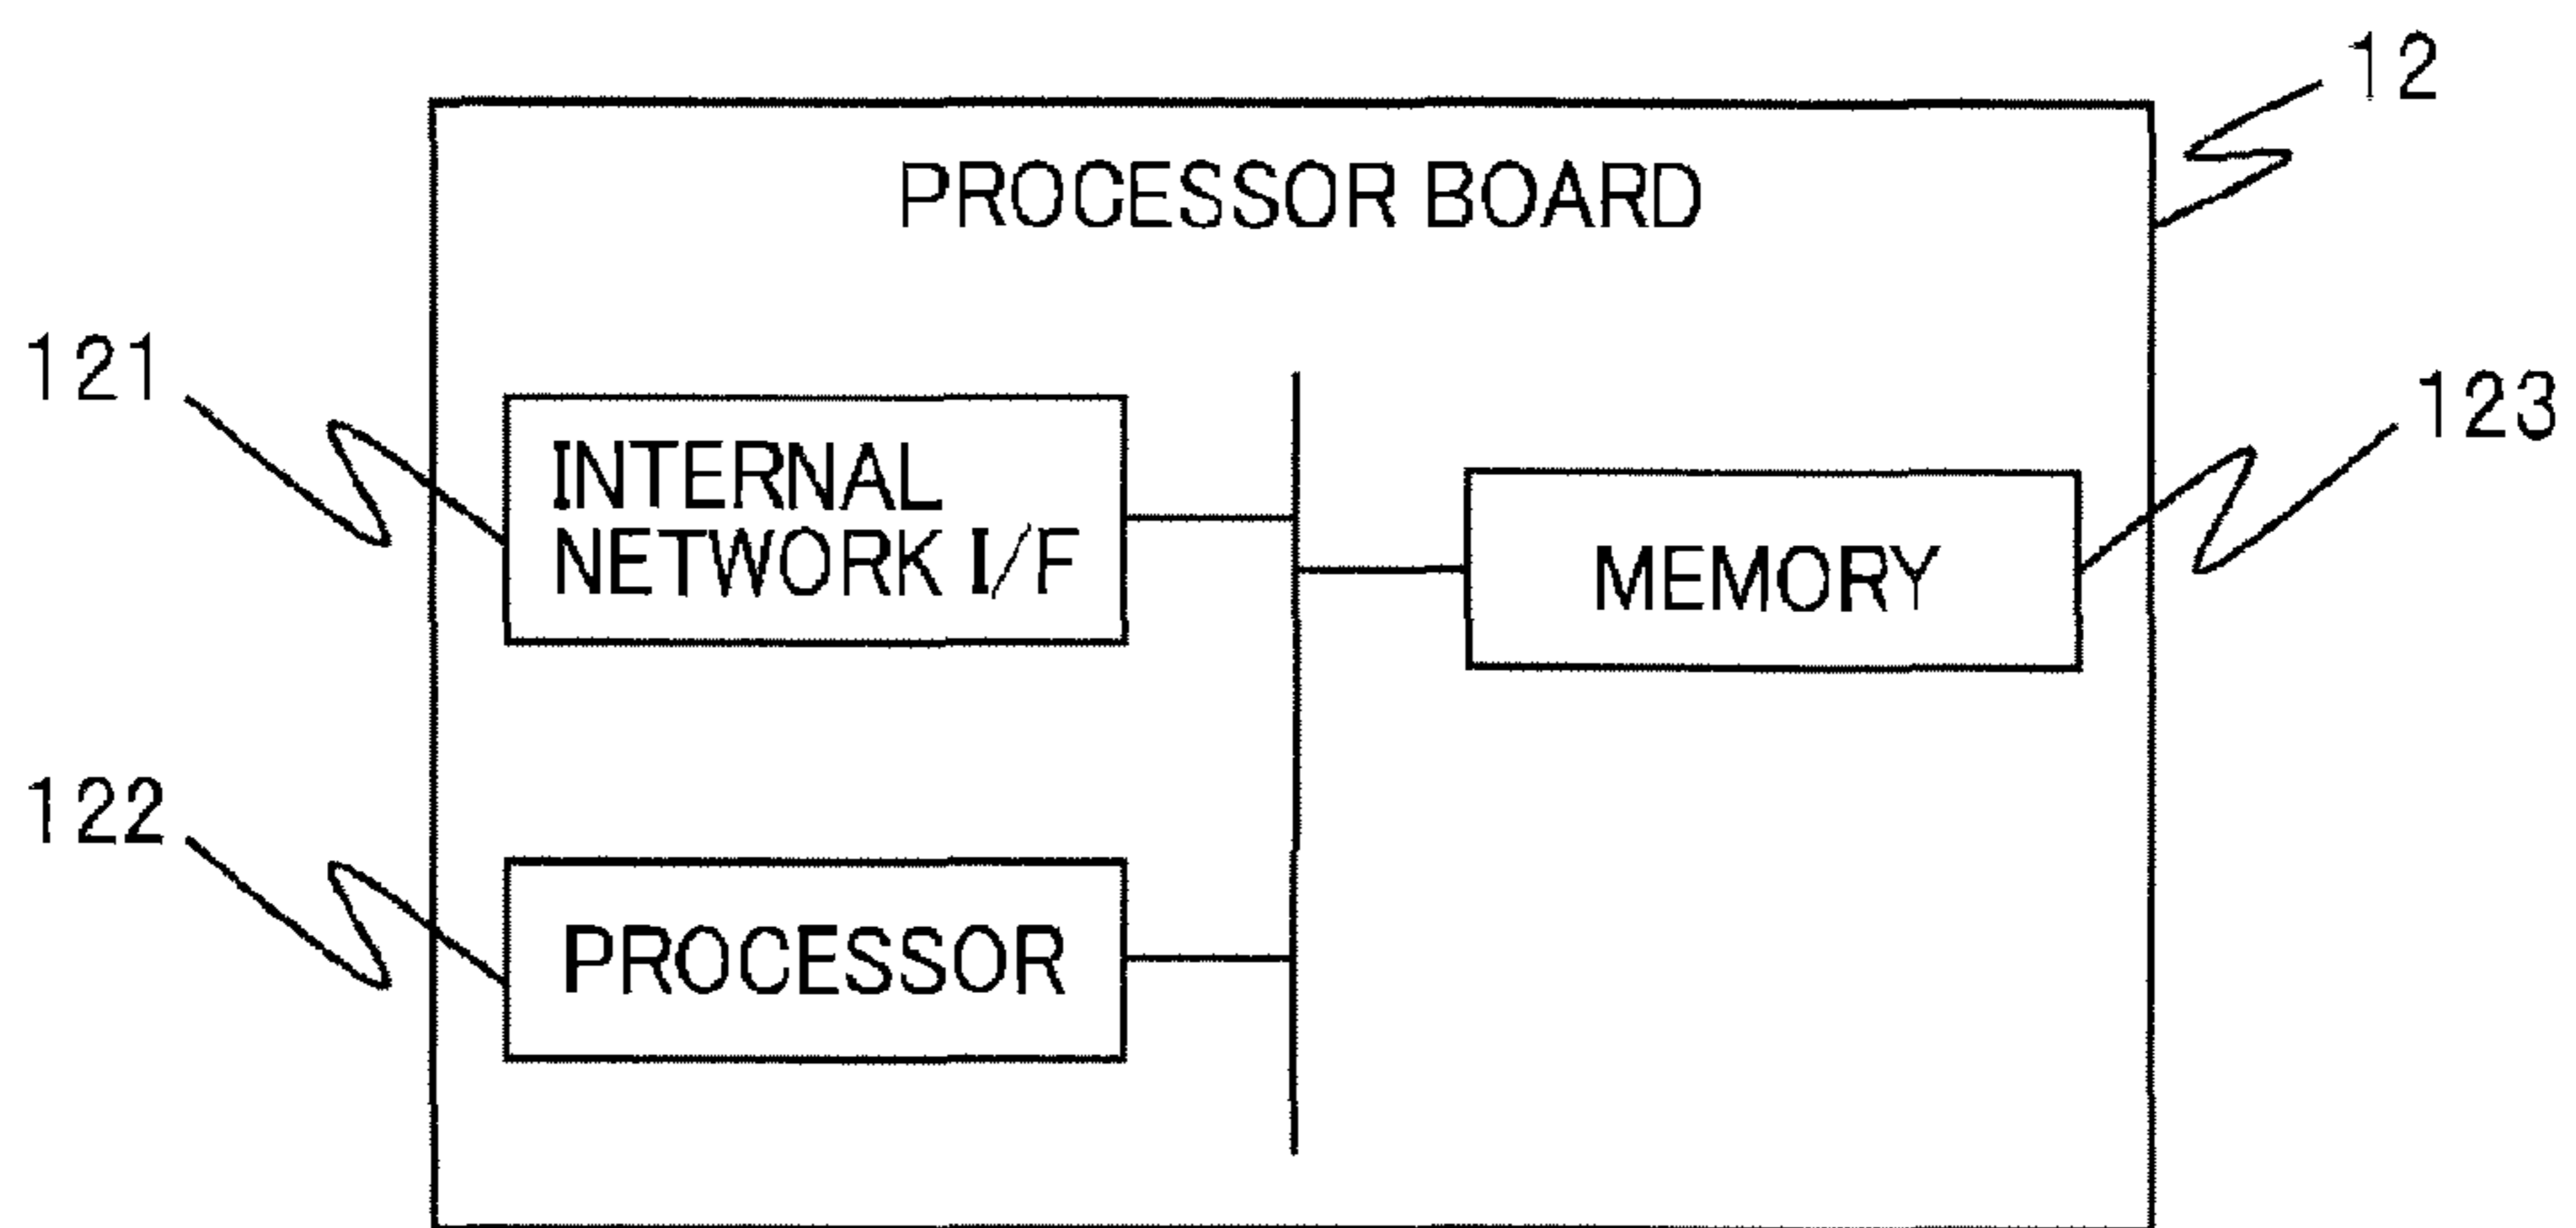 12
PROCESSOR BOARD
121
INTERNAL
NETWORK I/F
123
MEMORY
122
PROCESSOR